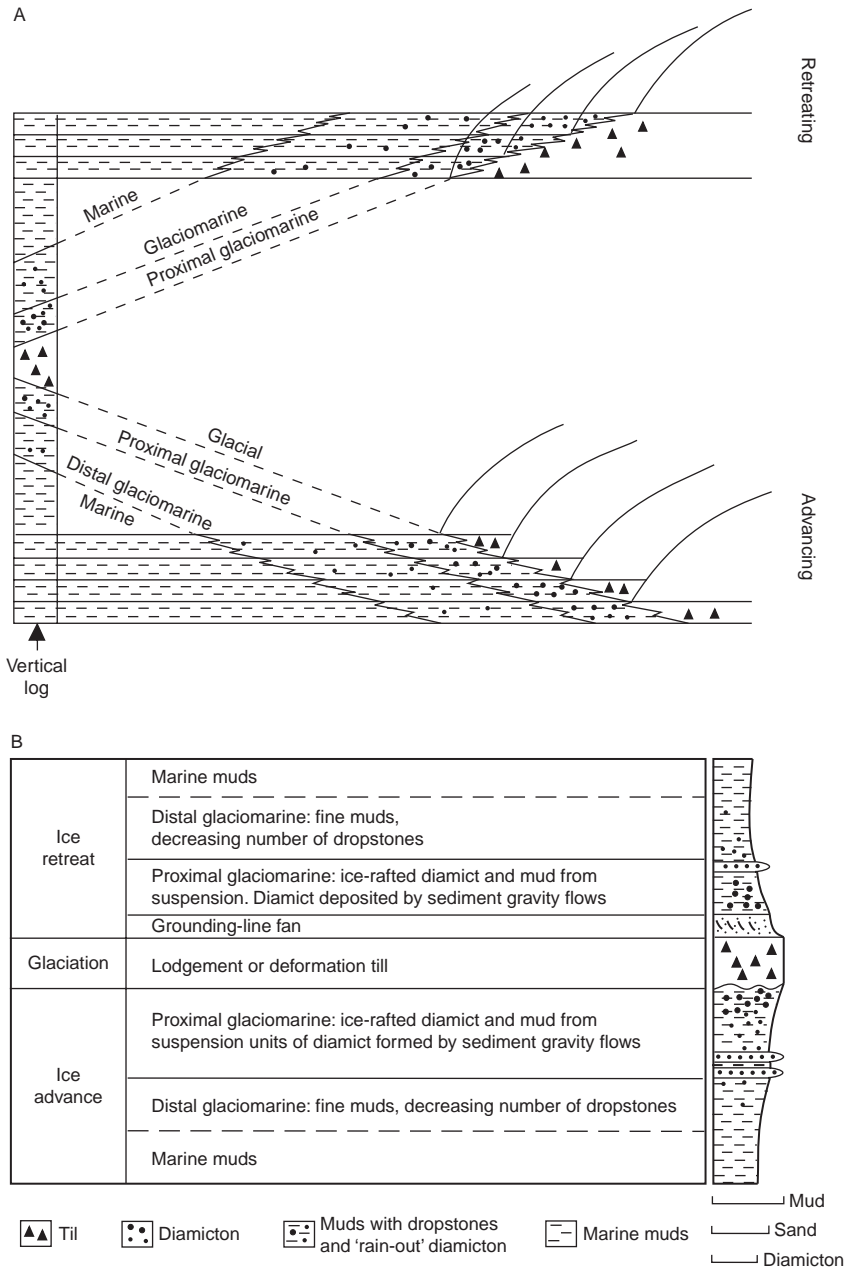 A
Retreating
Marine
Glaciomarine
Proximal glaciomarine
Glacial
Proximal glaciomarine
Distal glaciomarine
Marine
Advancing
Vertical
log
B
Ice
retreat
Marine muds
Distal glaciomarine: fine muds,
decreasing number of dropstones
Proximal glaciomarine: ice-rafted diamict and mud from
suspension. Diamict deposited by sediment gravity flows
Grounding-line fan
Glaciation
Lodgement or deformation till
Ice
advance
Proximal glaciomarine: ice-rafted diamict and mud from
suspension units of diamict formed by sediment gravity flows
Distal glaciomarine: fine muds, decreasing number of dropstones
Marine muds
Mud
Sand
Diamicton
Til
Diamicton
Muds with dropstones
and ‘rain-out’ diamicton
Marine muds